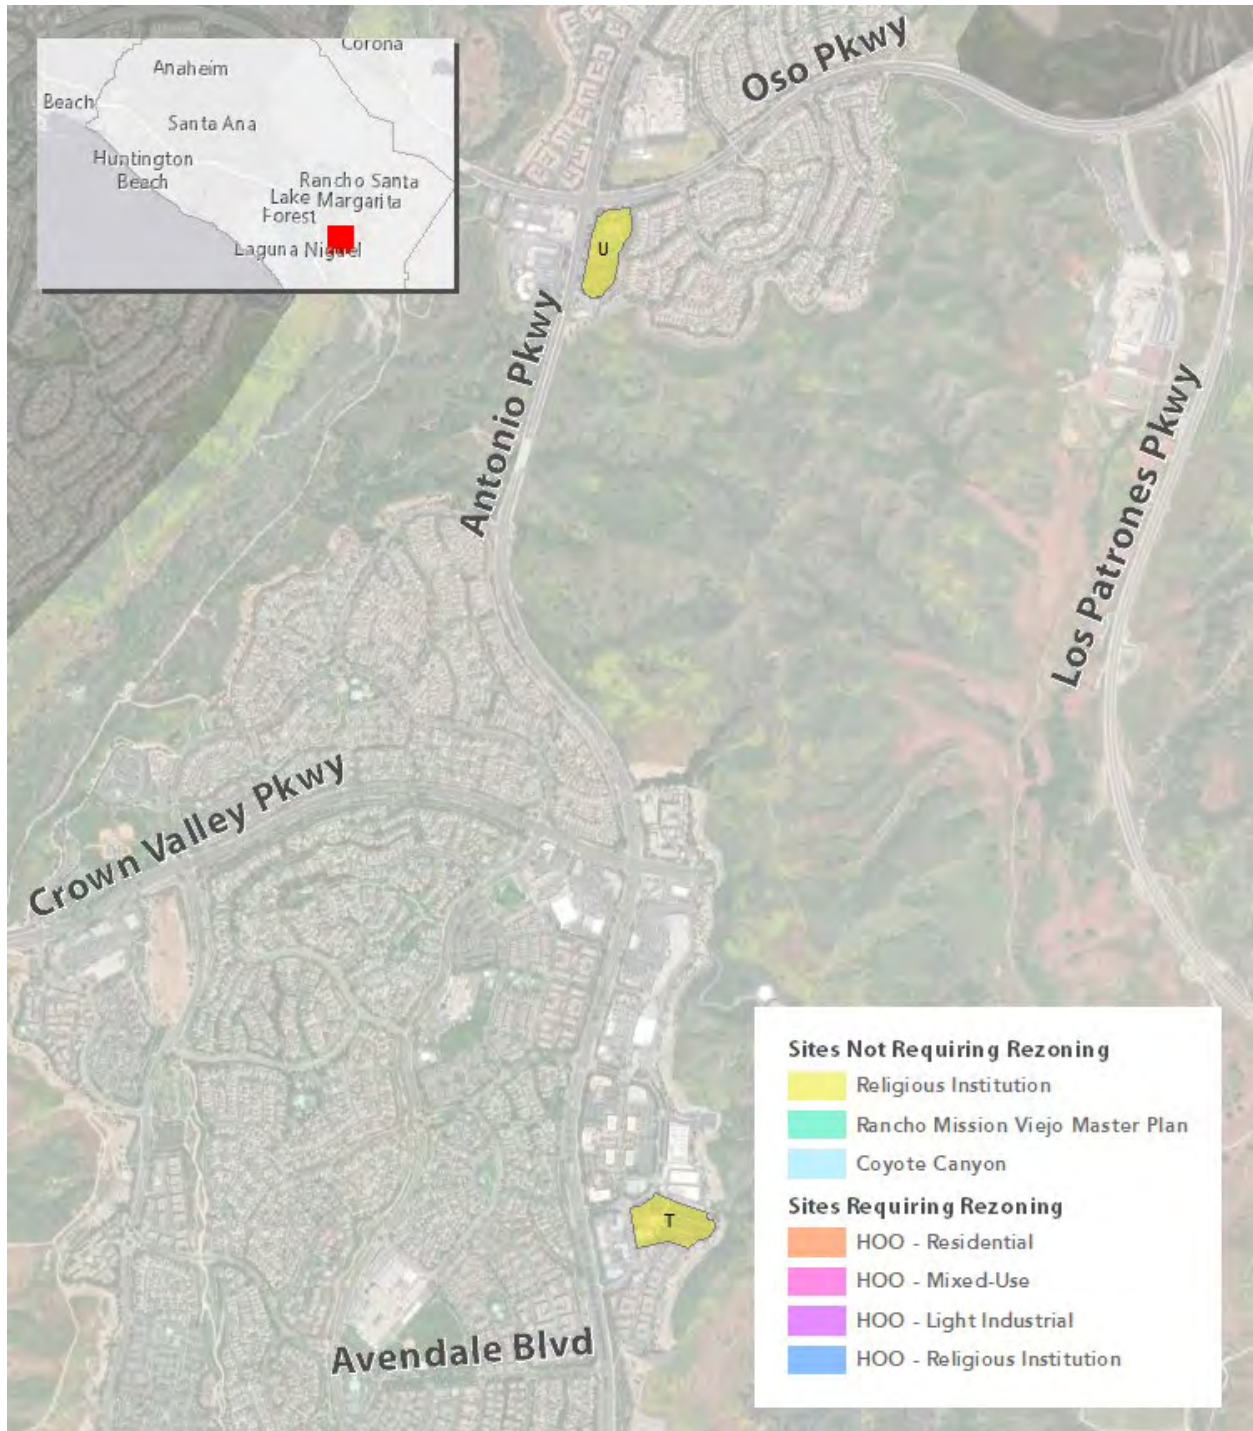 Corona
Anaheim
Beach
Santa Ana
Huntington
Beach
Rancho Santa
Lake Margarita
Forest
Laguna Niguel
Oso Pkwy
U
Antonio Pkwy
Los Patrones Pkwy
Crown Valley Pkwy
T
Avendale Blvd
Sites Not Requiring Rezoning
Religious Institution
Rancho Mission Viejo Master Plan
Coyote Canyon
Sites Requiring Rezoning
HOO - Residential
HOO - Mixed-Use
HOO - Light Industrial
HOO - Religious Institution